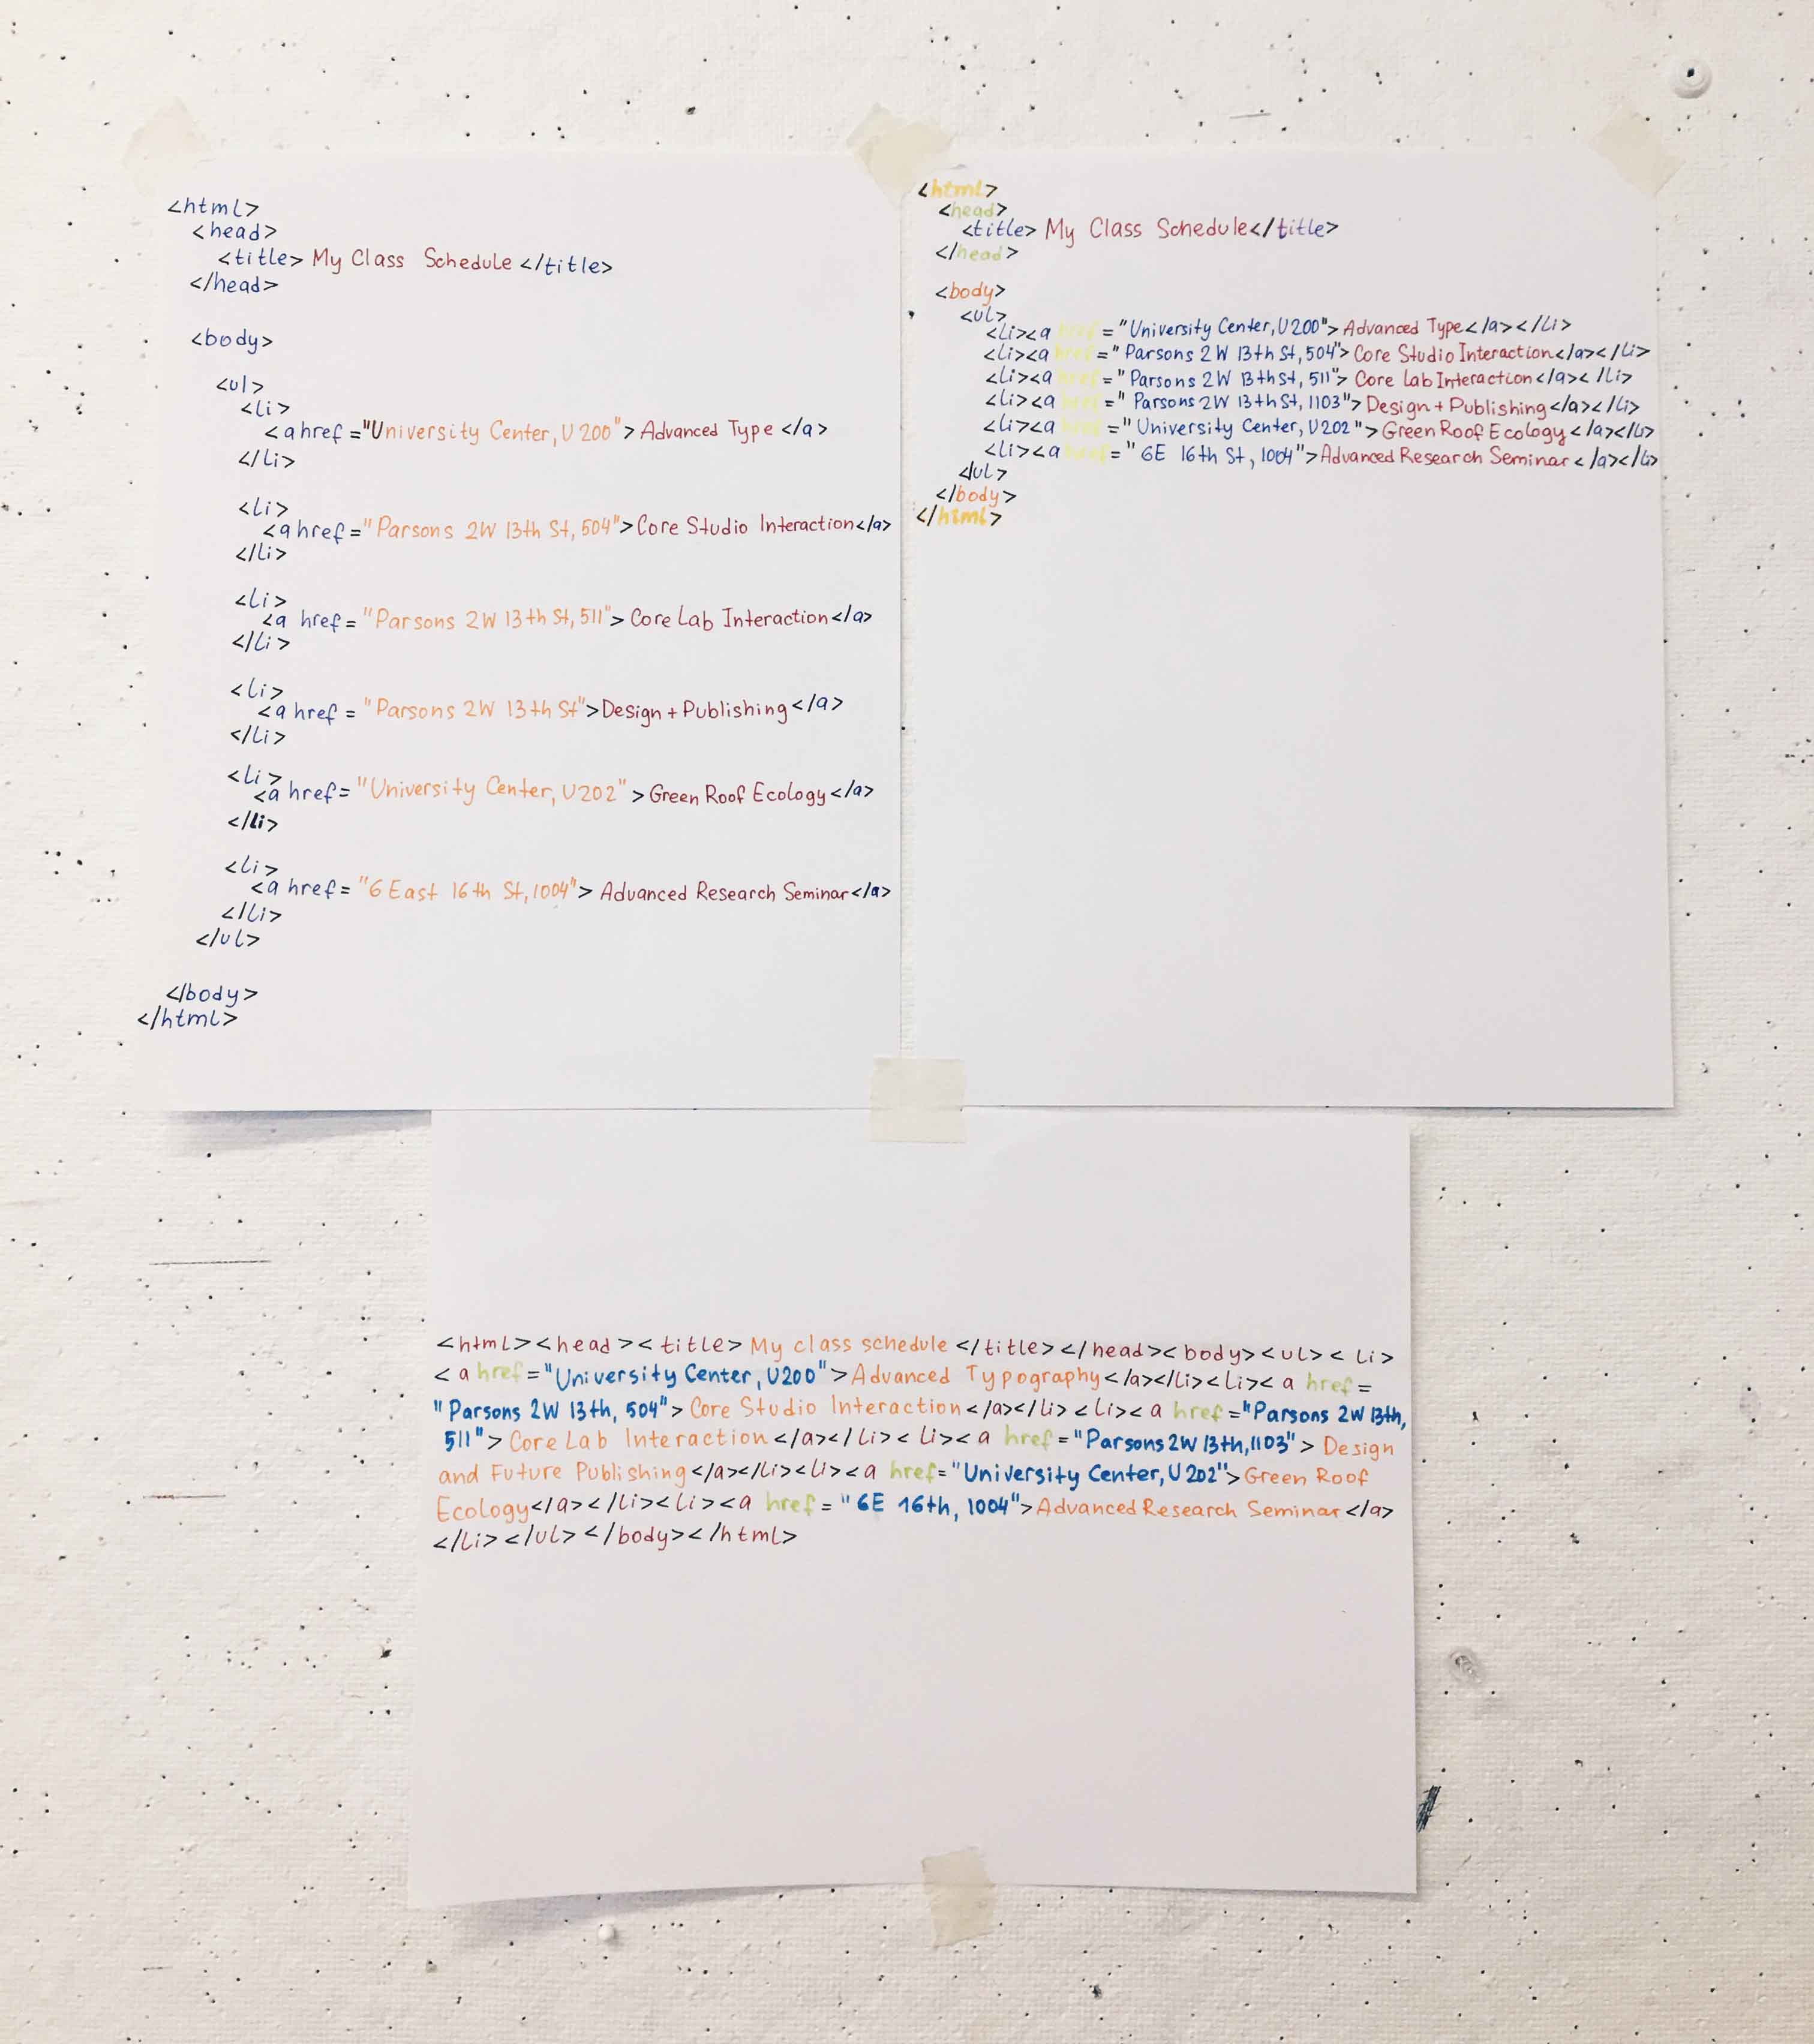 <html>
<head>
<title> My Class Schedule </title>
</head>
<body>
<ul>
<li>
<a href ="University Center, U 200"> Advanced Type </a>
</li>
<li>
<a href ="Parsons 2W 13th St, 504">Core Studio Interaction</a>
</li>
<li>
<a href = "Parsons 2W 13th St, 511"> Core Lab Interaction</a>
</li>
<li>
<a href = "Parsons 2W 13th St">Design + Publishing</a>
</li>
<li>
<a href = "University Center, U202" > Green Roof Ecology</a>
</li>
<li>
<a href = "6 East 16th St, 1004"> Advanced Research Seminar</a>
</li>
</ul>
</body>
</html>
<html>
<head>
<title> My Class Schedule</title>
</head>
<body>
<ul>
<li><a href = "University Center, U200"> Advanced Type</a></li>
<li><a href = "Parsons 2W 13th St, 504"> Core Studio Interaction</a></li>
<li><a href = "Parsons 2W 13th St, 511"> Core Lab Interaction</a></li>
<li><a href = "Parsons 2W 13th St, 1103"> Design + Publishing</a></li>
<li><a href = "University Center, U202"> Green Roof Ecology</a></li>
<li><a href = "6E 16th St, 1004"> Advanced Research Seminar</a></li>
</ul>
</body>
</html>
<html><head><title> My class schedule </title></head><body><ul><li>
<a href="University Center, U200">Advanced Typography</a></li><li><a href=
"Parsons 2W 13th, 504"> Core Studio Interaction</a></li><li><a href="Parsons 2W 13th,
511"> Core Lab Interaction</a></li><li><a href="Parsons 2W 13th, 1103"> Design
and Future Publishing</a></li><li><a href="University Center, U202">Green Roof
Ecology</a></li><li><a href= "6E 16th, 1004">Advanced Research Seminar</a>
</li></ul></body></html>